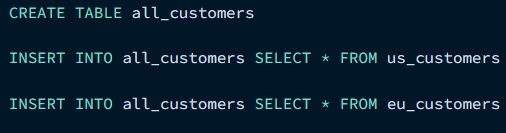 CREATE TABLE all_customers
INSERT INTO all_customers SELECT * FROM us_customers
INSERT INTO all_customers SELECT * FROM eu_customers